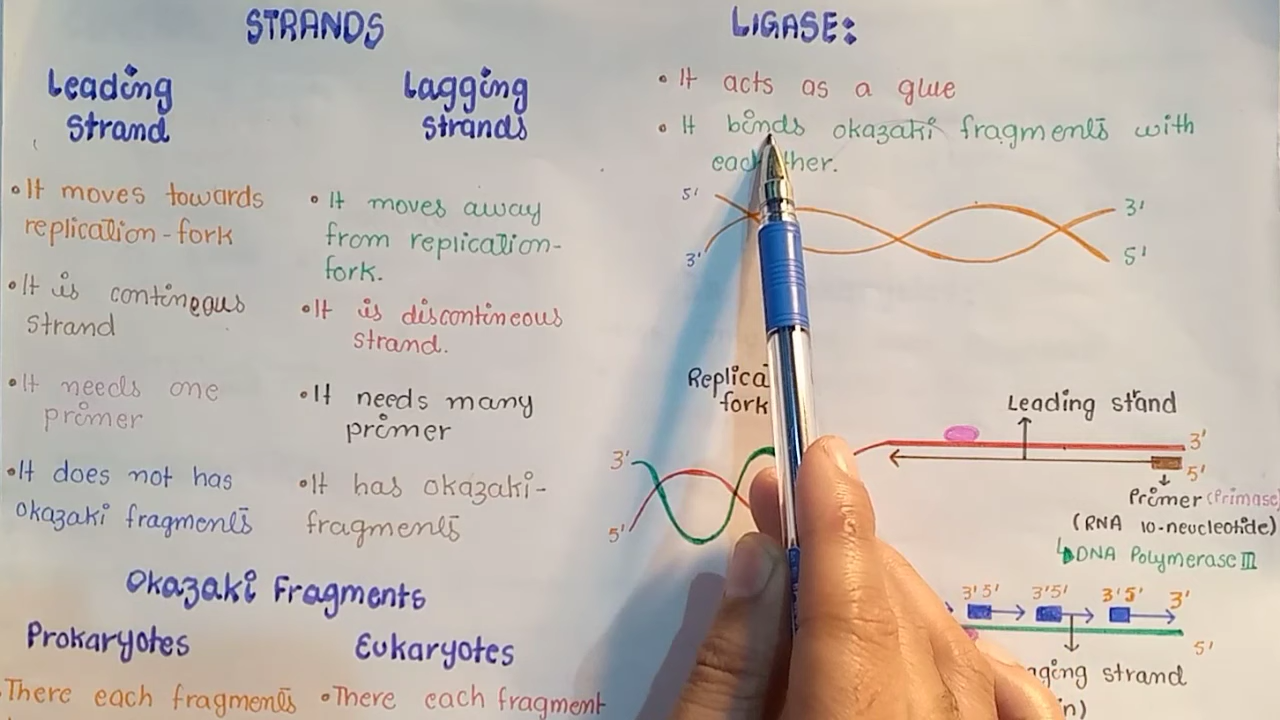 STRANDS
Leading
Strand
• It moves towards
replication-fork
• It is contineous
strand
• It needs one
primer
• It does not has
okazaki fragments
Lagging
strands
• It moves away
from replication-
fork.
• It is discontineous
strand.
• It needs many
primer
• It has okazaki-
fragments
Okazaki Fragments
Prokaryotes
There each fragments
Eukaryotes
• There each fragment
LIGASE:
• It acts as a glue
• It binds okazaki fragments with
5' 3'
3' 5'
fork
Leading stand
3' 3'
5'
5'
Primer (Primase
(RNA 10-neucleotide)
↳DNA Polymerase III
3' 5' 3' 5' 3' 5' 3'
5'
strand